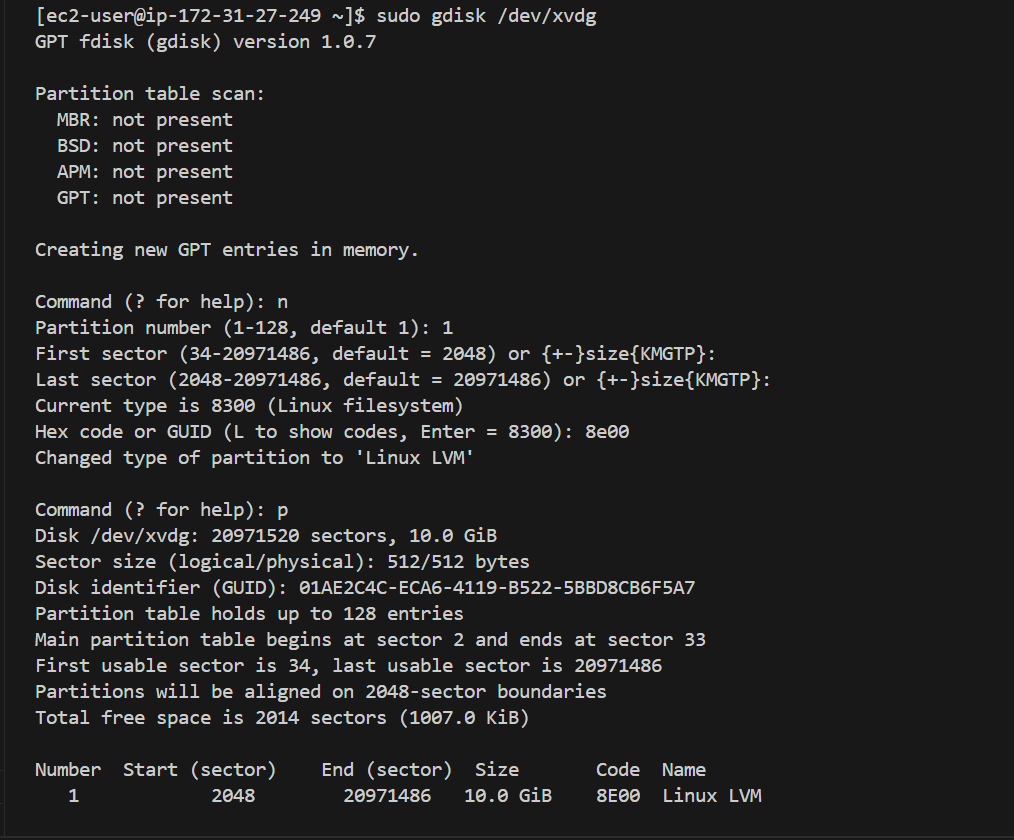 [ec2-user@ip-172-31-27-249 ~]$ sudo gdisk /dev/xvdg
GPT fdisk (gdisk) version 1.0.7
Partition table scan:
MBR: not present
BSD: not present
APM: not present
GPT: not present
Creating new GPT entries in memory.
Command (? for help): n
Partition number (1-128, default 1): 1
First sector (34-20971486, default = 2048) or {+-}size{KMGTP}:
Last sector (2048-20971486, default = 20971486) or {+-}size{KMGTP}:
Current type is 8300 (Linux filesystem)
Hex code or GUID (L to show codes, Enter = 8300): 8e00
Changed type of partition to 'Linux LVM'
Command (? for help): p
Disk /dev/xvdg: 20971520 sectors, 10.0 GiB
Sector size (logical/physical): 512/512 bytes
Disk identifier (GUID): 01AE2C4C-ECA6-4119-B522-5BBD8CB6F5A7
Partition table holds up to 128 entries
Main partition table begins at sector 2 and ends at sector 33
First usable sector is 34, last usable sector is 20971486
Partitions will be aligned on 2048-sector boundaries
Total free space is 2014 sectors (1007.0 KiB)
Number  Start (sector)    End (sector)  Size       Code  Name
1            2048        20971486   10.0 GiB    8E00  Linux LVM